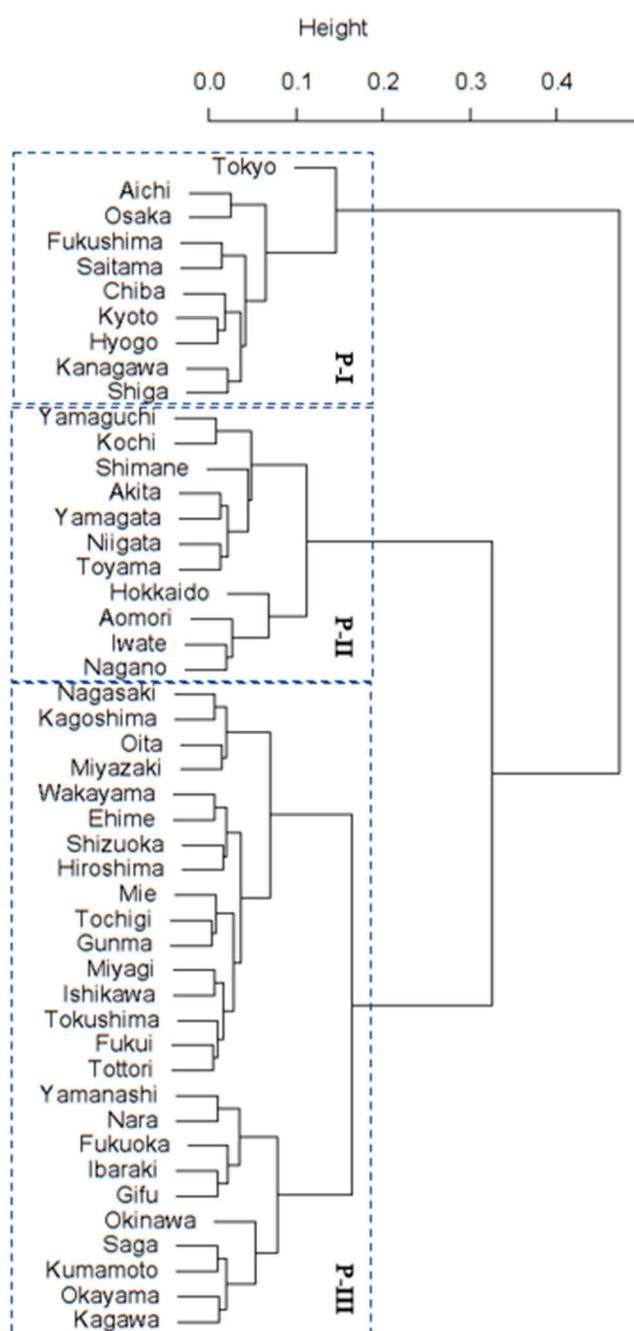 Height
0.0 0.1 0.2 0.3 0.4
Tokyo
Aichi
Osaka
Fukushima
Saitama
Chiba
Kyoto
Hyogo
Kanagawa
Shiga
P-I
Yamaguchi
Kochi
Shimane
Akita
Yamagata
Niigata
Toyama
Hokkaido
Aomori
Iwate
Nagano
P-II
Nagasaki
Kagoshima
Oita
Miyazaki
Wakayama
Ehime
Shizuoka
Hiroshima
Mie
Tochigi
Gunma
Miyagi
Ishikawa
Tokushima
Fukui
Tottori
Yamanashi
Nara
Fukuoka
Ibaraki
Gifu
Okinawa
Saga
Kumamoto
Okayama
Kagawa
P-III